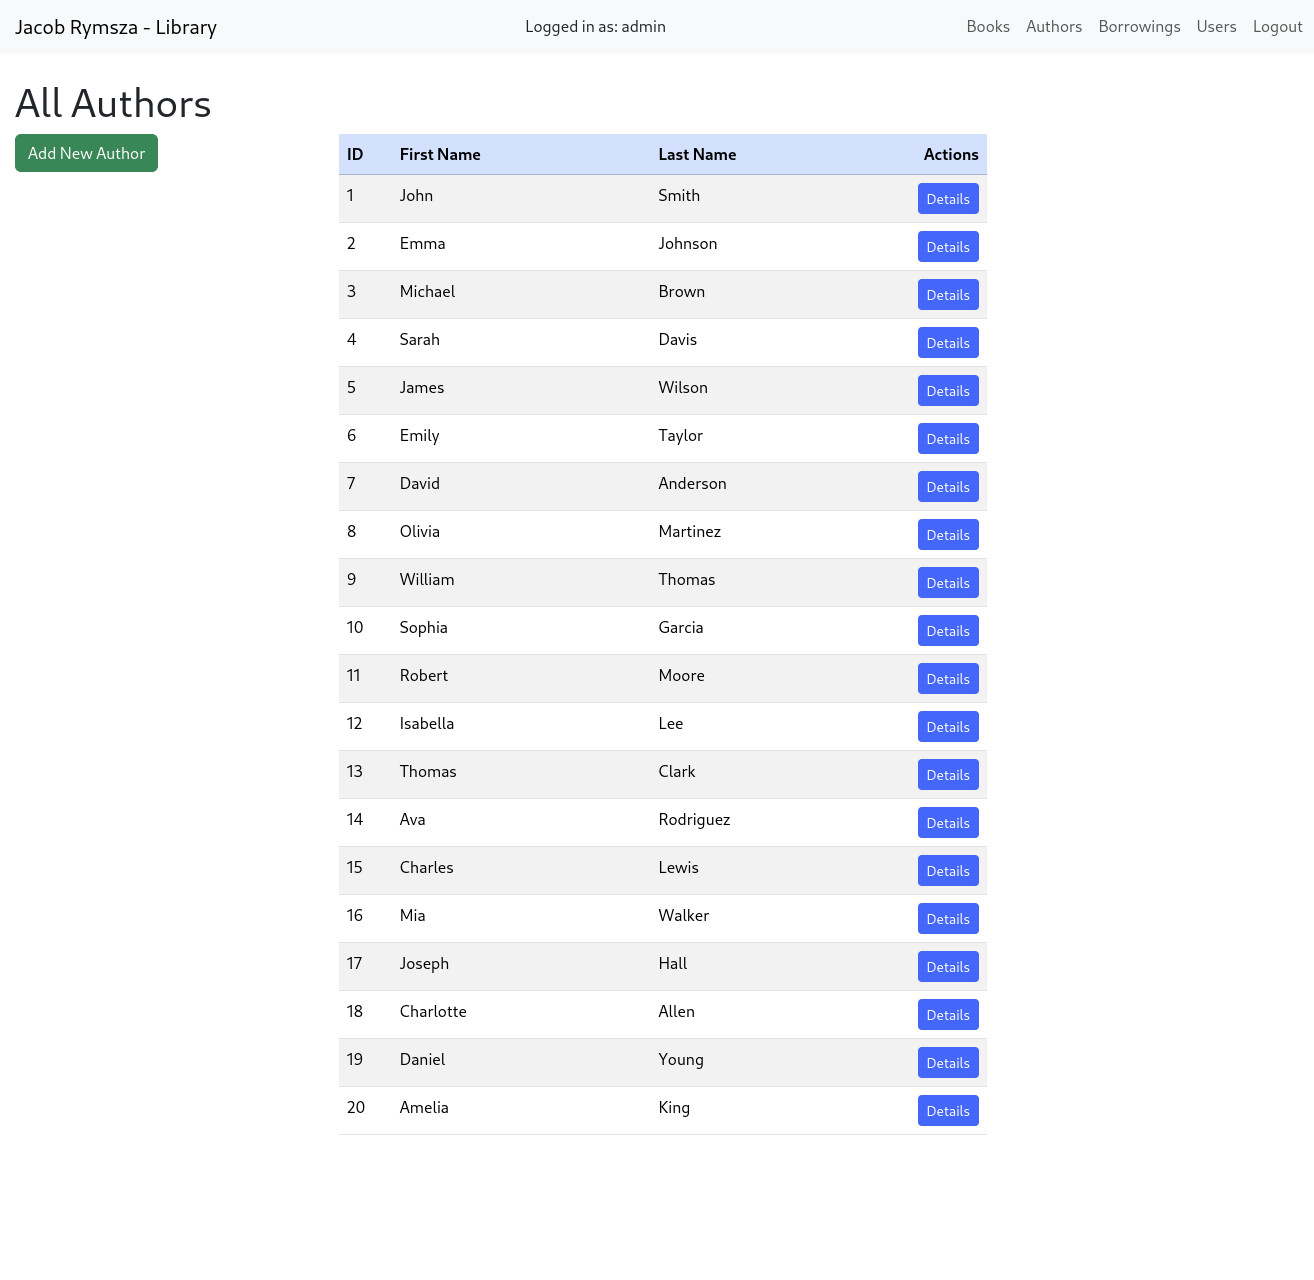 Jacob Rymsza - Library Logged in as: admin Books Authors Borrowings Users Logout
All Authors
Add New Author
ID First Name Last Name Actions
1 John Smith Details
2 Emma Johnson Details
3 Michael Brown Details
4 Sarah Davis Details
5 James Wilson Details
6 Emily Taylor Details
7 David Anderson Details
8 Olivia Martinez Details
9 William Thomas Details
10 Sophia Garcia Details
11 Robert Moore Details
12 Isabella Lee Details
13 Thomas Clark Details
14 Ava Rodriguez Details
15 Charles Lewis Details
16 Mia Walker Details
17 Joseph Hall Details
18 Charlotte Allen Details
19 Daniel Young Details
20 Amelia King Details